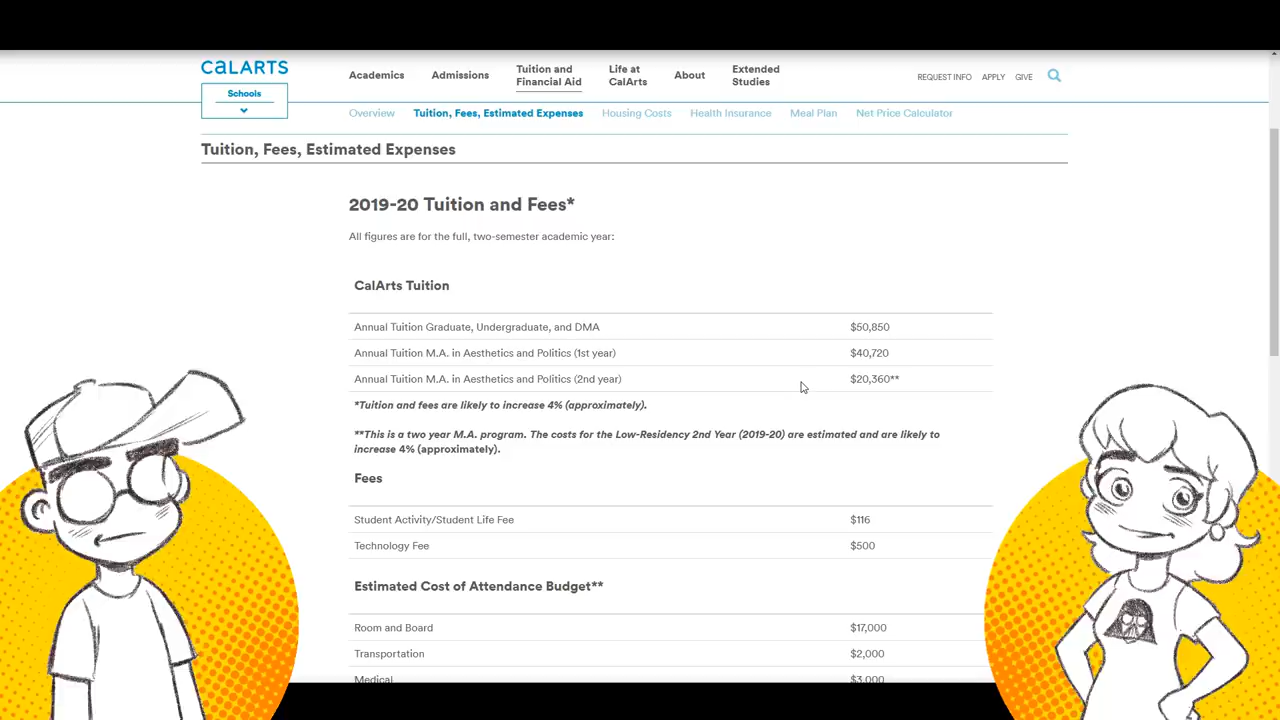 CALARTS
Schools
Academics
Admissions
Tuition and
Financial Aid
Life at
CalArts
About
Extended
Studies
REQUEST INFO
APPLY
GIVE
Overview
Tuition, Fees, Estimated Expenses
Housing Costs
Health Insurance
Meal Plan
Net Price Calculator
Tuition, Fees, Estimated Expenses
2019-20 Tuition and Fees*
All figures are for the full, two-semester academic year:
CalArts Tuition
Annual Tuition Graduate, Undergraduate, and DMA $50,850
Annual Tuition M.A. in Aesthetics and Politics (1st year) $40,720
Annual Tuition M.A. in Aesthetics and Politics (2nd year) $20,360**
*Tuition and fees are likely to increase 4% (approximately).
**This is a two year M.A. program. The costs for the Low-Residency 2nd Year (2019-20) are estimated and are likely to
increase 4% (approximately).
Fees
Student Activity/Student Life Fee $116
Technology Fee $500
Estimated Cost of Attendance Budget**
Room and Board $17,000
Transportation $2,000
Medical $3,000